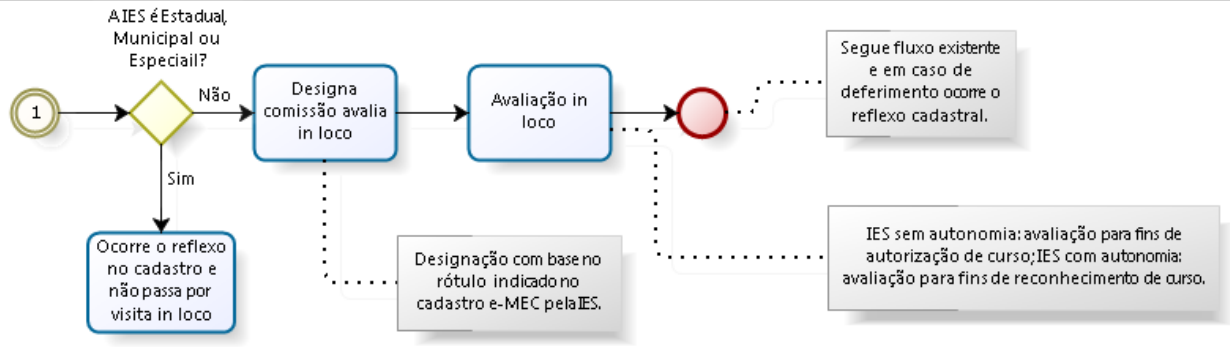 A IES é Estadual,
Municipal ou
Especiail?
1
Não
Sim
Designa
comissão avalia
in loco
Avaliação in
loco
Segue fluxo existente
e em caso de
deferimento ocorre o
reflexo cadastral.
Ocorre o reflexo
no cadastro e
não passa por
visita in loco
Designação com base no
rótulo indicado no
cadastro e-MEC pela IES.
IES sem autonomia: avaliação para fins de
autorização de curso; IES com autonomia:
avaliação para fins de reconhecimento de curso.